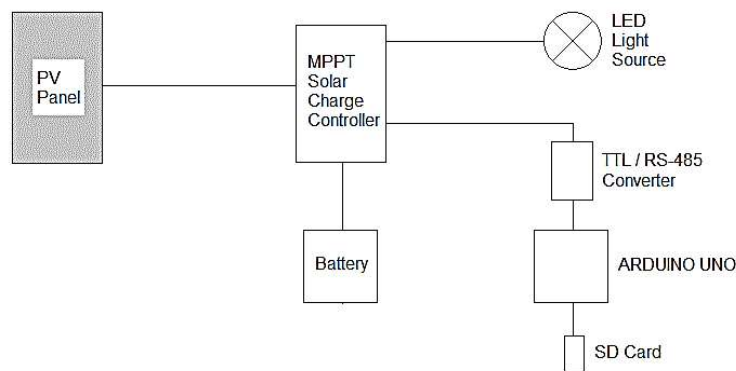 PV
Panel
MPPT
Solar
Charge
Controller
LED
Light
Source
TTL / RS-485
Converter
Battery
ARDUINO UNO
SD Card